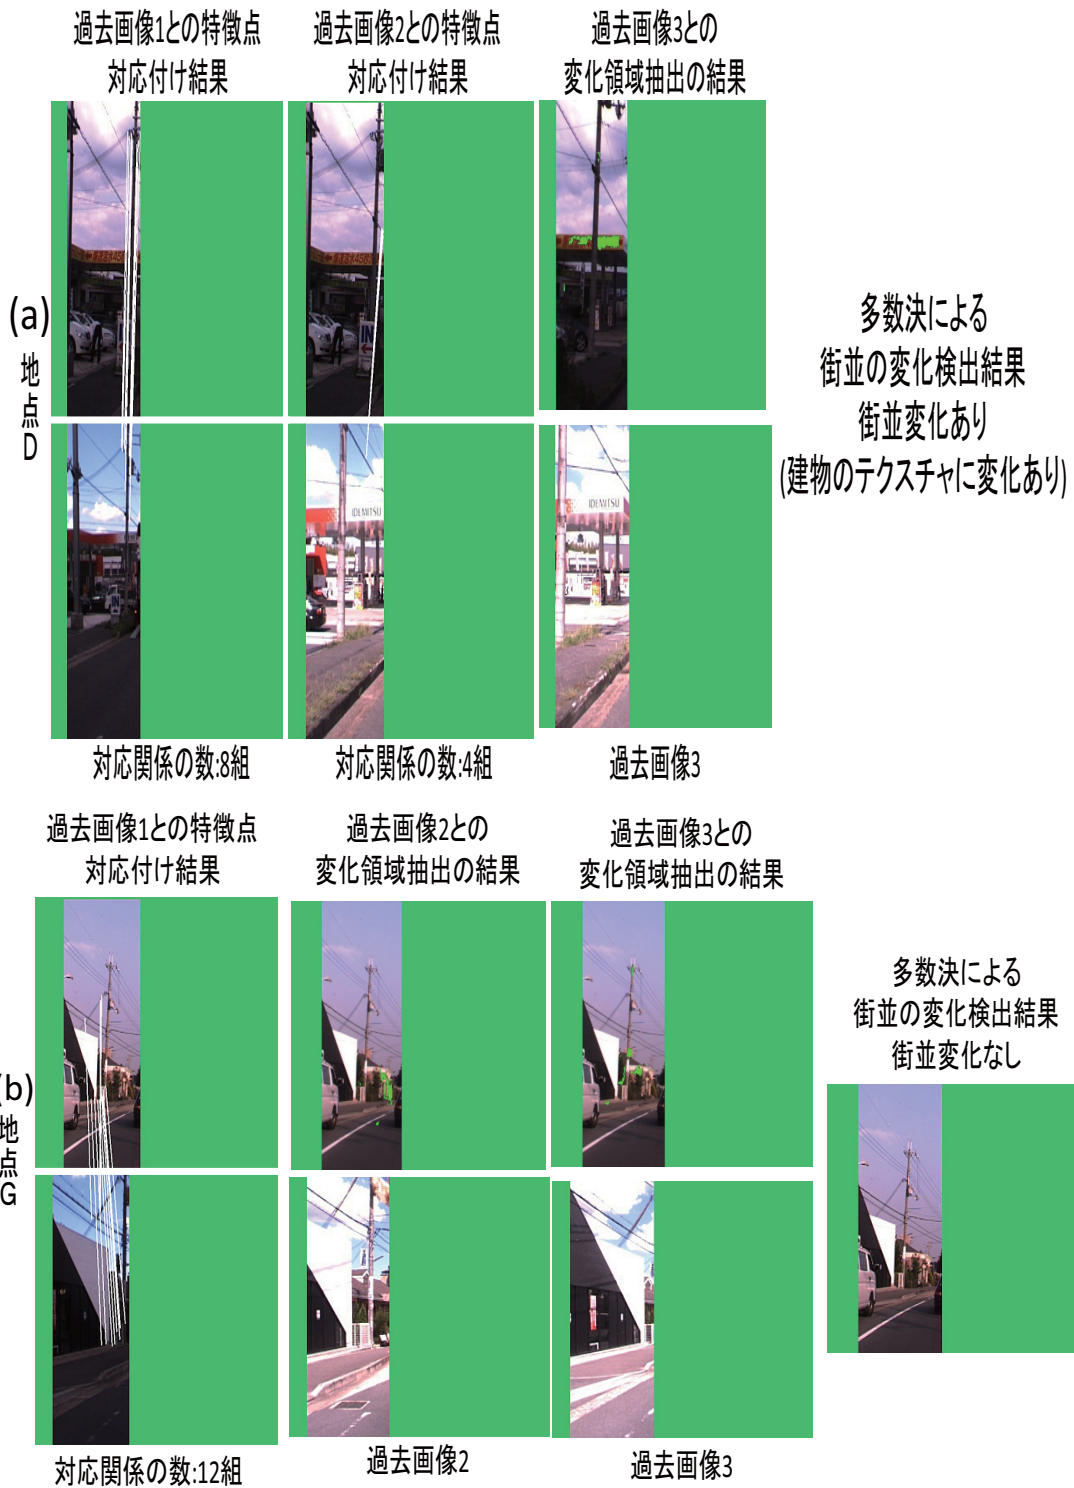 過去画像1との特徴点
対応付け結果
過去画像2との特徴点
対応付け結果
過去画像3との
変化領域抽出の結果
(a)
地点D
IDEMITSU
IDEMITSU
IN
IN
対応関係の数:8組
対応関係の数:4組
過去画像3
多数決による
街並の変化検出結果
街並変化あり
(建物のテクスチャに変化あり)
過去画像1との特徴点
対応付け結果
過去画像2との
変化領域抽出の結果
過去画像3との
変化領域抽出の結果
(b)
地点G
対応関係の数:12組
過去画像2
過去画像3
多数決による
街並の変化検出結果
街並変化なし